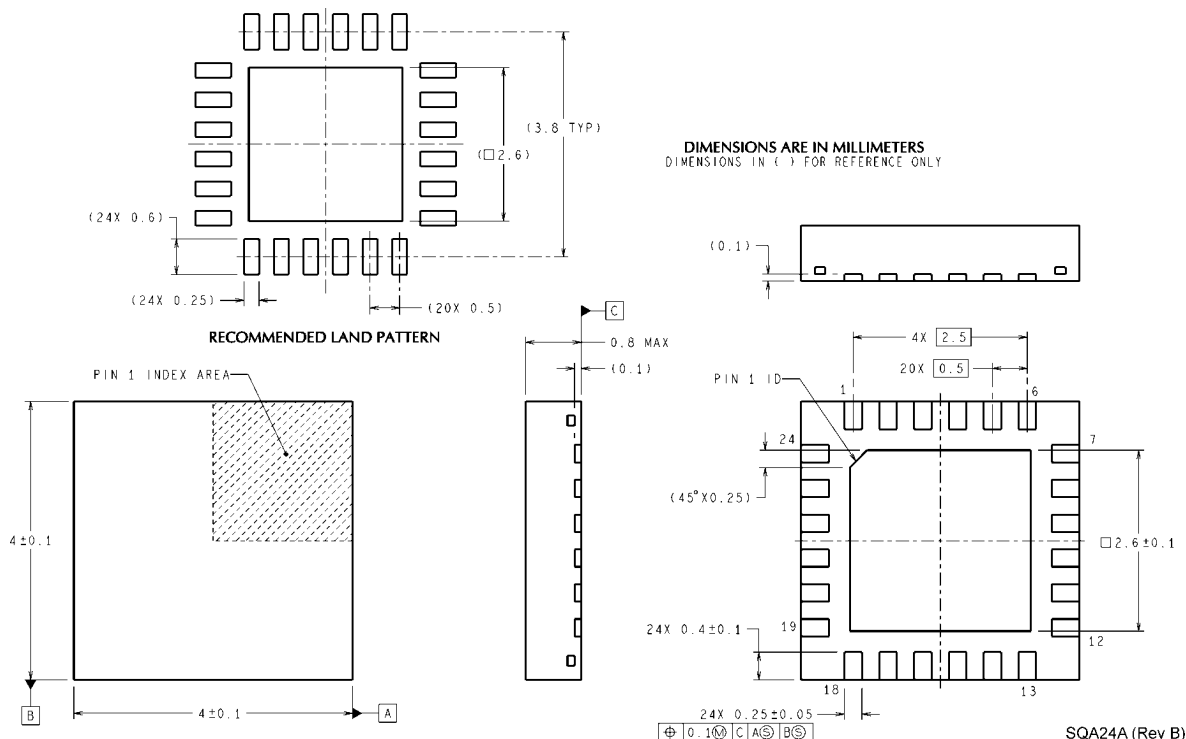 (3.8 TYP)
(□2.6)
DIMENSIONS ARE IN MILLIMETERS
DIMENSIONS IN ( ) FOR REFERENCE ONLY
(24X 0.6)
(0.1)
(24X 0.25)
(20X 0.5)
RECOMMENDED LAND PATTERN
C
0.8 MAX
(0.1)
4X 2.5
20X 0.5
PIN 1 INDEX AREA
PIN 1 ID
1
6
24
7
(45°X0.25)
4±0.1
□2.6±0.1
19
12
24X 0.4±0.1
18
13
B
4±0.1
A
24X 0.25±0.05
⌖ 0.1Ⓜ C AⓈ BⓈ
SQA24A (Rev B)